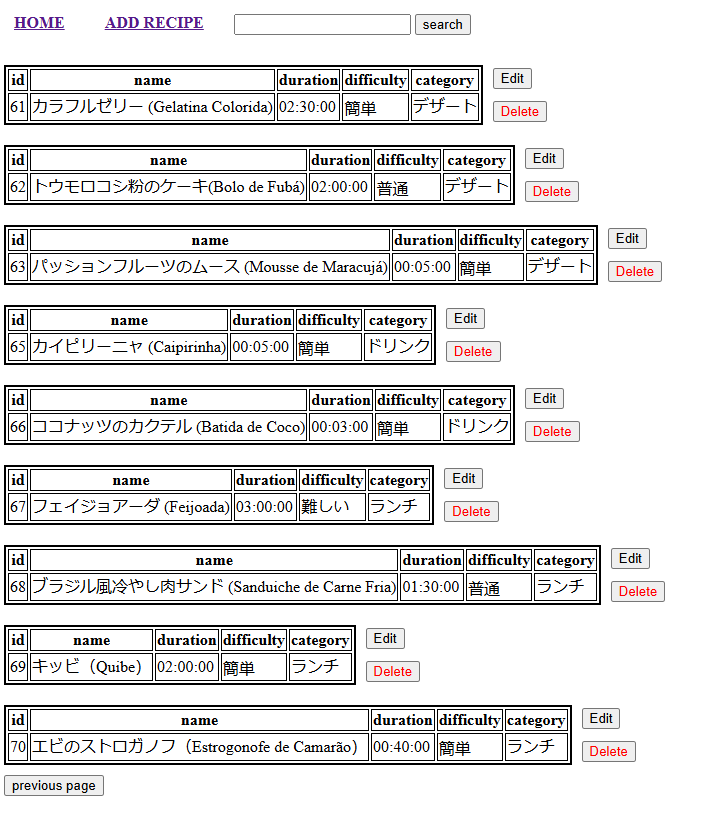 HOME ADD RECIPE search
id name duration difficulty category Edit
61 カラフルゼリー (Gelatina Colorida) 02:30:00 簡単 デザート Delete
id name duration difficulty category Edit
62 トウモロコシ粉のケーキ(Bolo de Fubá) 02:00:00 普通 デザート Delete
id name duration difficulty category Edit
63 パッションフルーツのムース (Mousse de Maracujá) 00:05:00 簡単 デザート Delete
id name duration difficulty category Edit
65 カイピリーニャ (Caipirinha) 00:05:00 簡単 ドリンク Delete
id name duration difficulty category Edit
66 ココナッツのカクテル (Batida de Coco) 00:03:00 簡単 ドリンク Delete
id name duration difficulty category Edit
67 フェイジョアーダ (Feijoada) 03:00:00 難しい ランチ Delete
id name duration difficulty category Edit
68 ブラジル風冷やし肉サンド (Sanduiche de Carne Fria) 01:30:00 普通 ランチ Delete
id name duration difficulty category Edit
69 キッビ（Quibe） 02:00:00 簡単 ランチ Delete
id name duration difficulty category Edit
70 エビのストロガノフ（Estrogonofe de Camarão） 00:40:00 簡単 ランチ Delete
previous page